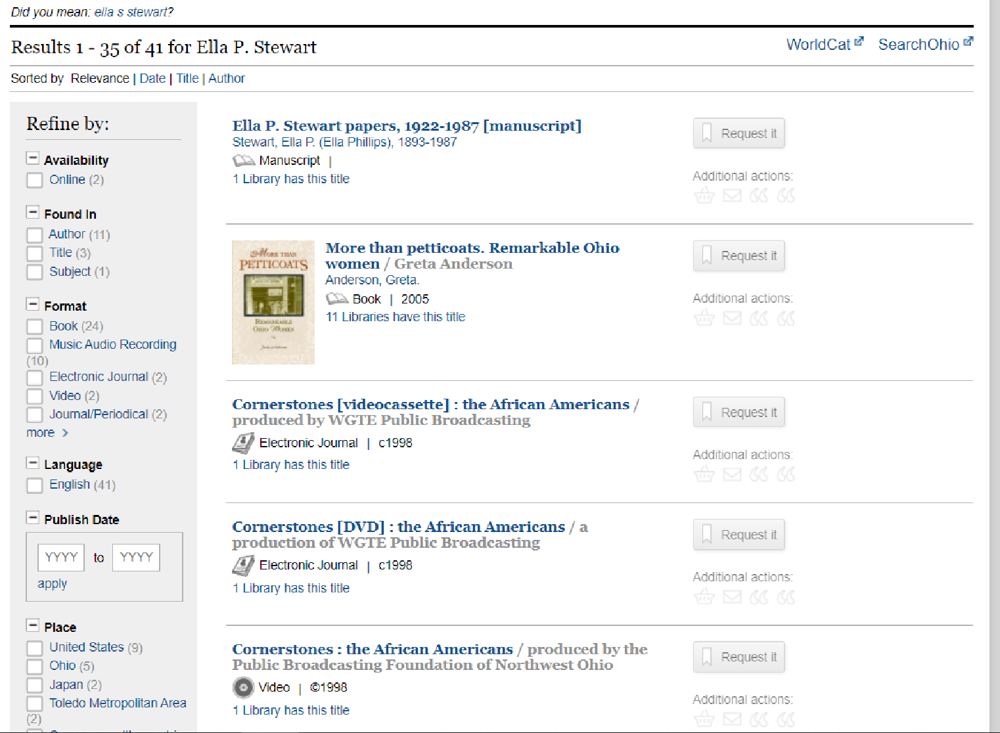 Did you mean: ella s stewart?
Results 1 - 35 of 41 for Ella P. Stewart
WorldCat
SearchOhio
Sorted by Relevance | Date | Title | Author
Refine by:
Availability
Online (2)
Found In
Author (11)
Title (3)
Subject (1)
Format
Book (24)
Music Audio Recording
(10)
Electronic Journal (2)
Video (2)
Journal/Periodical (2)
more >
Language
English (41)
Publish Date
YYYY to YYYY
apply
Place
United States (9)
Ohio (5)
Japan (2)
Toledo Metropolitan Area
(2)
Ella P. Stewart papers, 1922-1987 [manuscript]
Stewart, Ella P. (Ella Phillips), 1893-1987
Manuscript |
1 Library has this title
Request it
Additional actions:
MORE THAN
PETTICOATS
REMARKABLE
OHIO WOMEN
More than petticoats. Remarkable Ohio
women / Greta Anderson
Anderson, Greta.
Book | 2005
11 Libraries have this title
Request it
Additional actions:
Cornerstones [videocassette] : the African Americans /
produced by WGTE Public Broadcasting
Electronic Journal | c1998
1 Library has this title
Request it
Additional actions:
Cornerstones [DVD] : the African Americans / a
production of WGTE Public Broadcasting
Electronic Journal | c1998
1 Library has this title
Request it
Additional actions:
Cornerstones : the African Americans / produced by the
Public Broadcasting Foundation of Northwest Ohio
Video | ©1998
1 Library has this title
Request it
Additional actions: